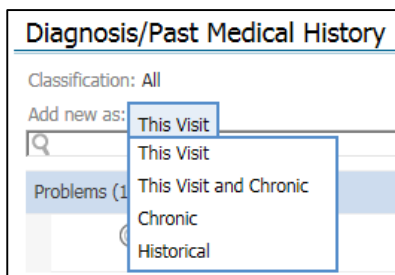 Diagnosis/Past Medical History
Classification: All
Add new as: This Visit
This Visit
This Visit and Chronic
Problems (1
Chronic
Historical